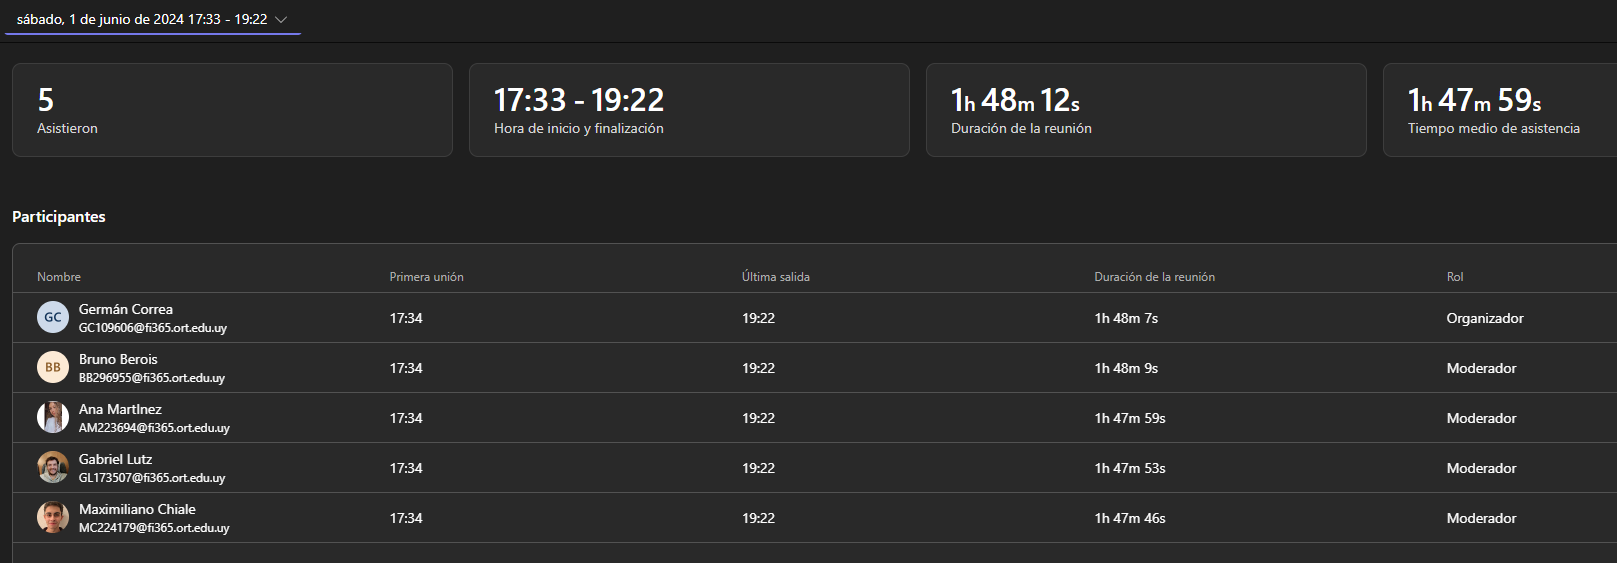 sábado, 1 de junio de 2024 17:33 - 19:22
5
Asistieron
17:33 - 19:22
Hora de inicio y finalización
1h 48m 12s
Duración de la reunión
1h 47m 59s
Tiempo medio de asistencia
Participantes
Nombre Primera unión Última salida Duración de la reunión Rol
GC Germán Correa
GC109606@fi365.ort.edu.uy
17:34 19:22 1h 48m 7s Organizador
BB Bruno Berois
BB296955@fi365.ort.edu.uy
17:34 19:22 1h 48m 9s Moderador
Ana MartInez
AM223694@fi365.ort.edu.uy
17:34 19:22 1h 47m 59s Moderador
Gabriel Lutz
GL173507@fi365.ort.edu.uy
17:34 19:22 1h 47m 53s Moderador
Maximiliano Chiale
MC224179@fi365.ort.edu.uy
17:34 19:22 1h 47m 46s Moderador